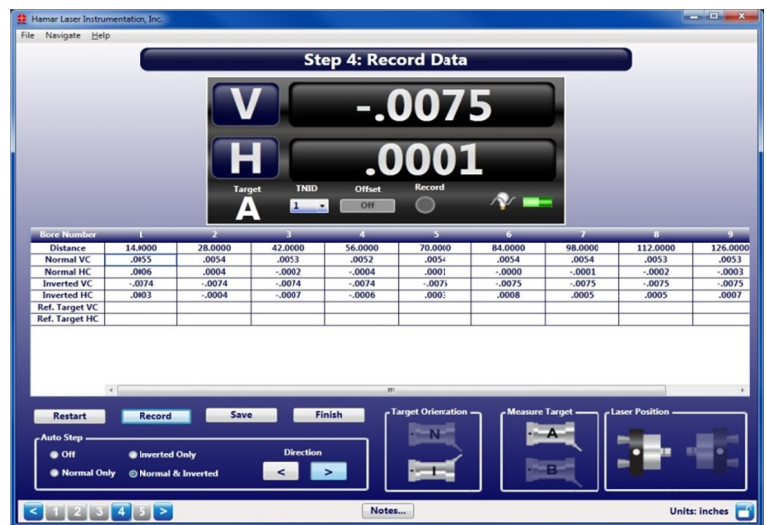 Hamar Laser Instrumentation, Inc.
File Navigate Help
Step 4: Record Data
V -.0075
H .0001
Target TNID Offset Record
A 1 Off
Bore Number 1 2 3 4 5 6 7 8 9
Distance 14.0000 28.0000 42.0000 56.0000 70.0000 84.0000 98.0000 112.0000 126.0000
Normal VC .0055 .0054 .0053 .0052 .0054 .0054 .0054 .0053 .0053
Normal HC .0006 .0004 -.0002 -.0004 .0001 -.0000 -.0001 -.0002 -.0003
Inverted VC -.0074 -.0074 -.0074 -.0074 -.0075 -.0075 -.0075 -.0075
Inverted HC .0003 -.0004 -.0007 -.0006 .0008 .0005 .0005 .0007
Ref. Target VC
Ref. Target HC
Restart Record Save Finish
Target Orientation
N
I
Measure Target
A
B
Laser Position
Auto Step
Off Inverted Only
Normal Only Normal & Inverted
Direction
< >
< 1 2 3 4 5 >
Notes...
Units: inches